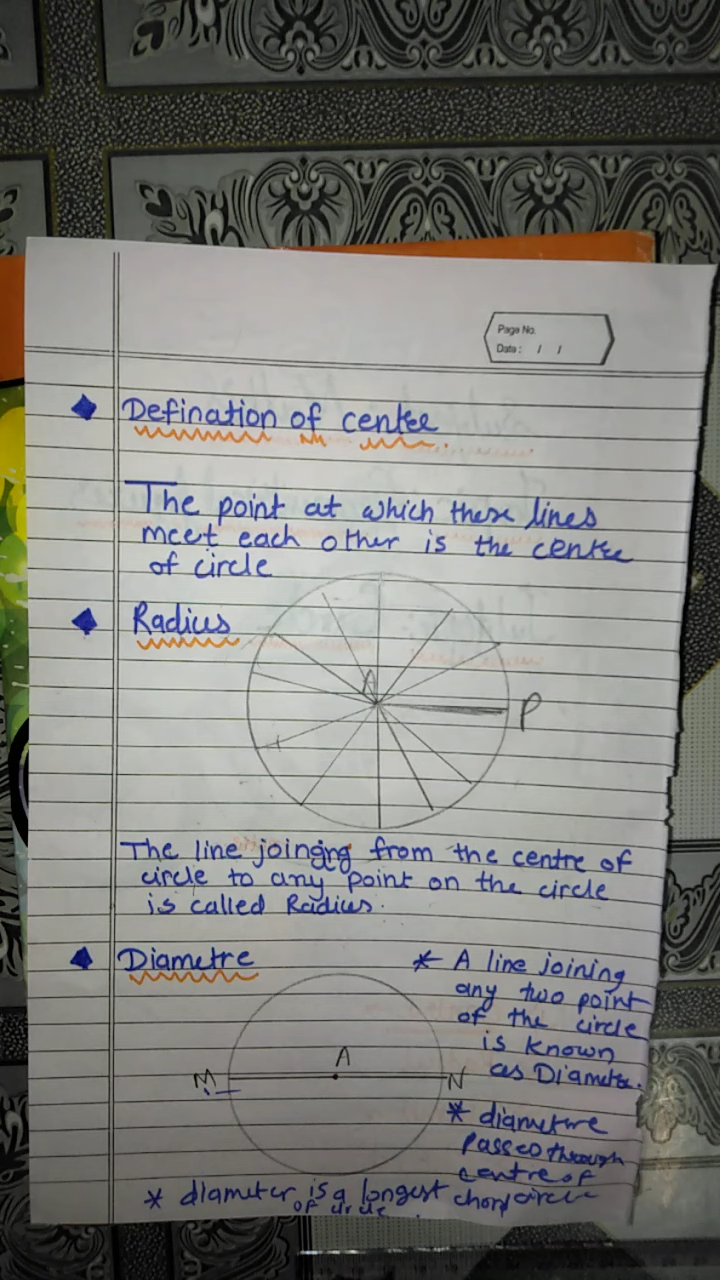 Page No.
Date : / /
Defination of centre
The point at which these lines
meet each other is the centre
of circle
Radius
A
P
The line joinging from the centre of
circle to any point on the circle
is called Radius.
Diametre
* A line joining
any two point
of the circle
is known
as Diametre.
M
A
N
* diametre
passed through
centre of
circle
* diameter is a longest chord
of circle